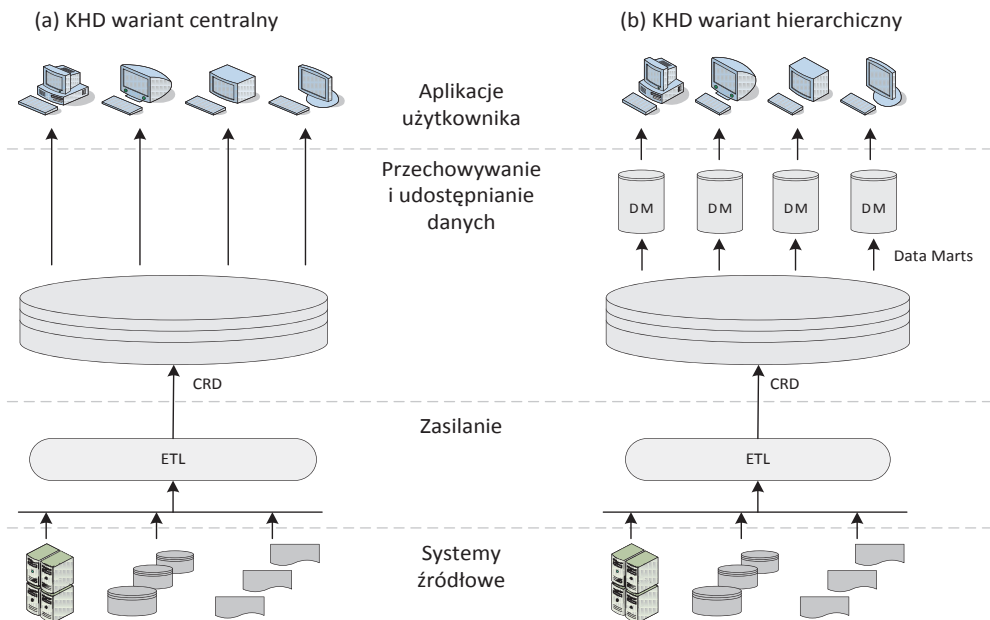 (a) KHD wariant centralny
(b) KHD wariant hierarchiczny
Aplikacje
użytkownika
Przechowywanie
i udostępnianie
danych
DM
DM
DM
DM
Data Marts
CRD
CRD
Zasilanie
ETL
ETL
Systemy
źródłowe